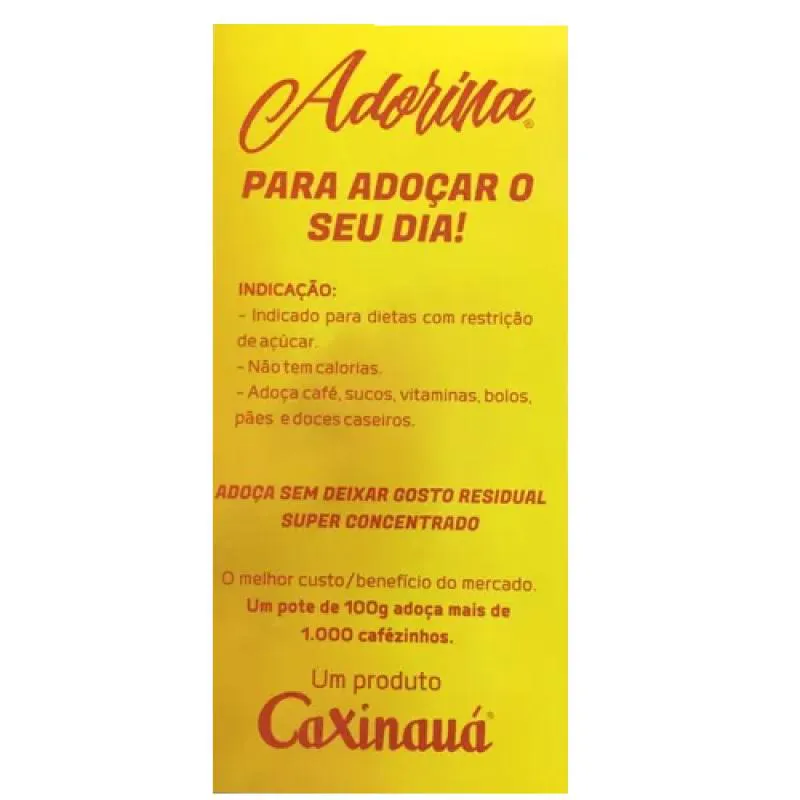 Adorina®
PARA ADOÇAR O
SEU DIA!
INDICAÇÃO:
- Indicado para dietas com restrição
de açúcar.
- Não tem calorias.
- Adoça café, sucos, vitaminas, bolos,
pães e doces caseiros.
ADOÇA SEM DEIXAR GOSTO RESIDUAL
SUPER CONCENTRADO
O melhor custo/benefício do mercado.
Um pote de 100g adoça mais de
1.000 cafézinhos.
Um produto
Caxinauá®